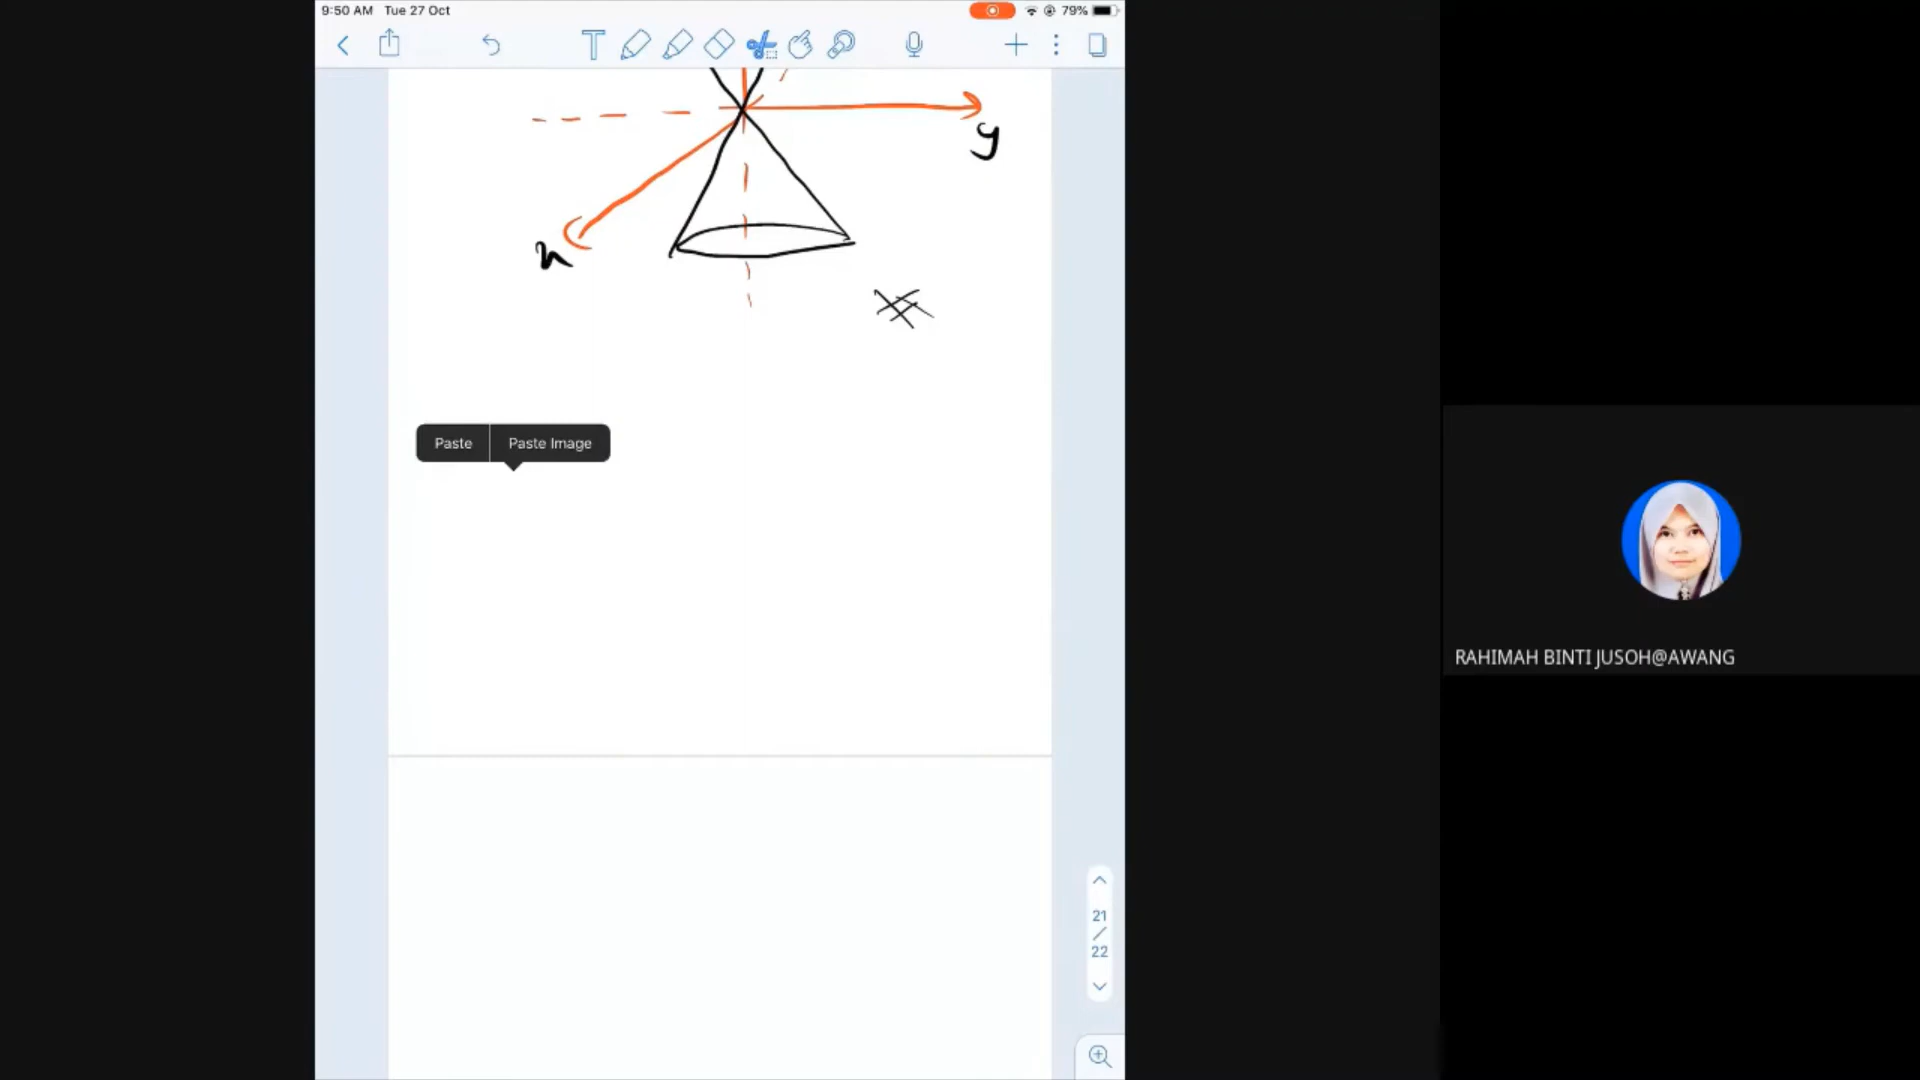 9:50 AM Tue 27 Oct
79%
y
x
Paste Paste Image
21
/
22
RAHIMAH BINTI JUSOH@AWANG